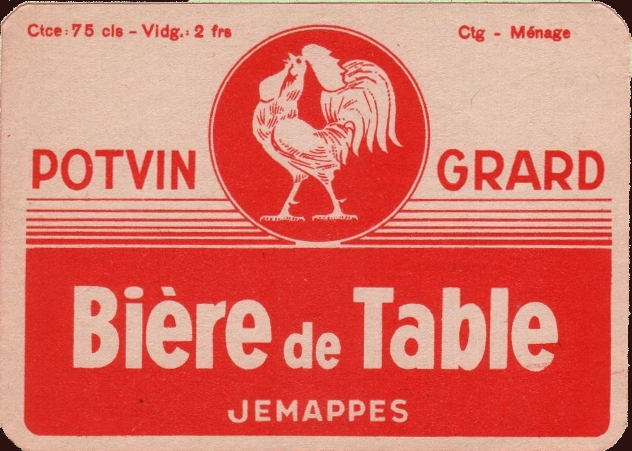 Ctce: 75 cls - Vidg.: 2 frs
Ctg - Ménage
POTVIN GRARD
Bière de Table
JEMAPPES